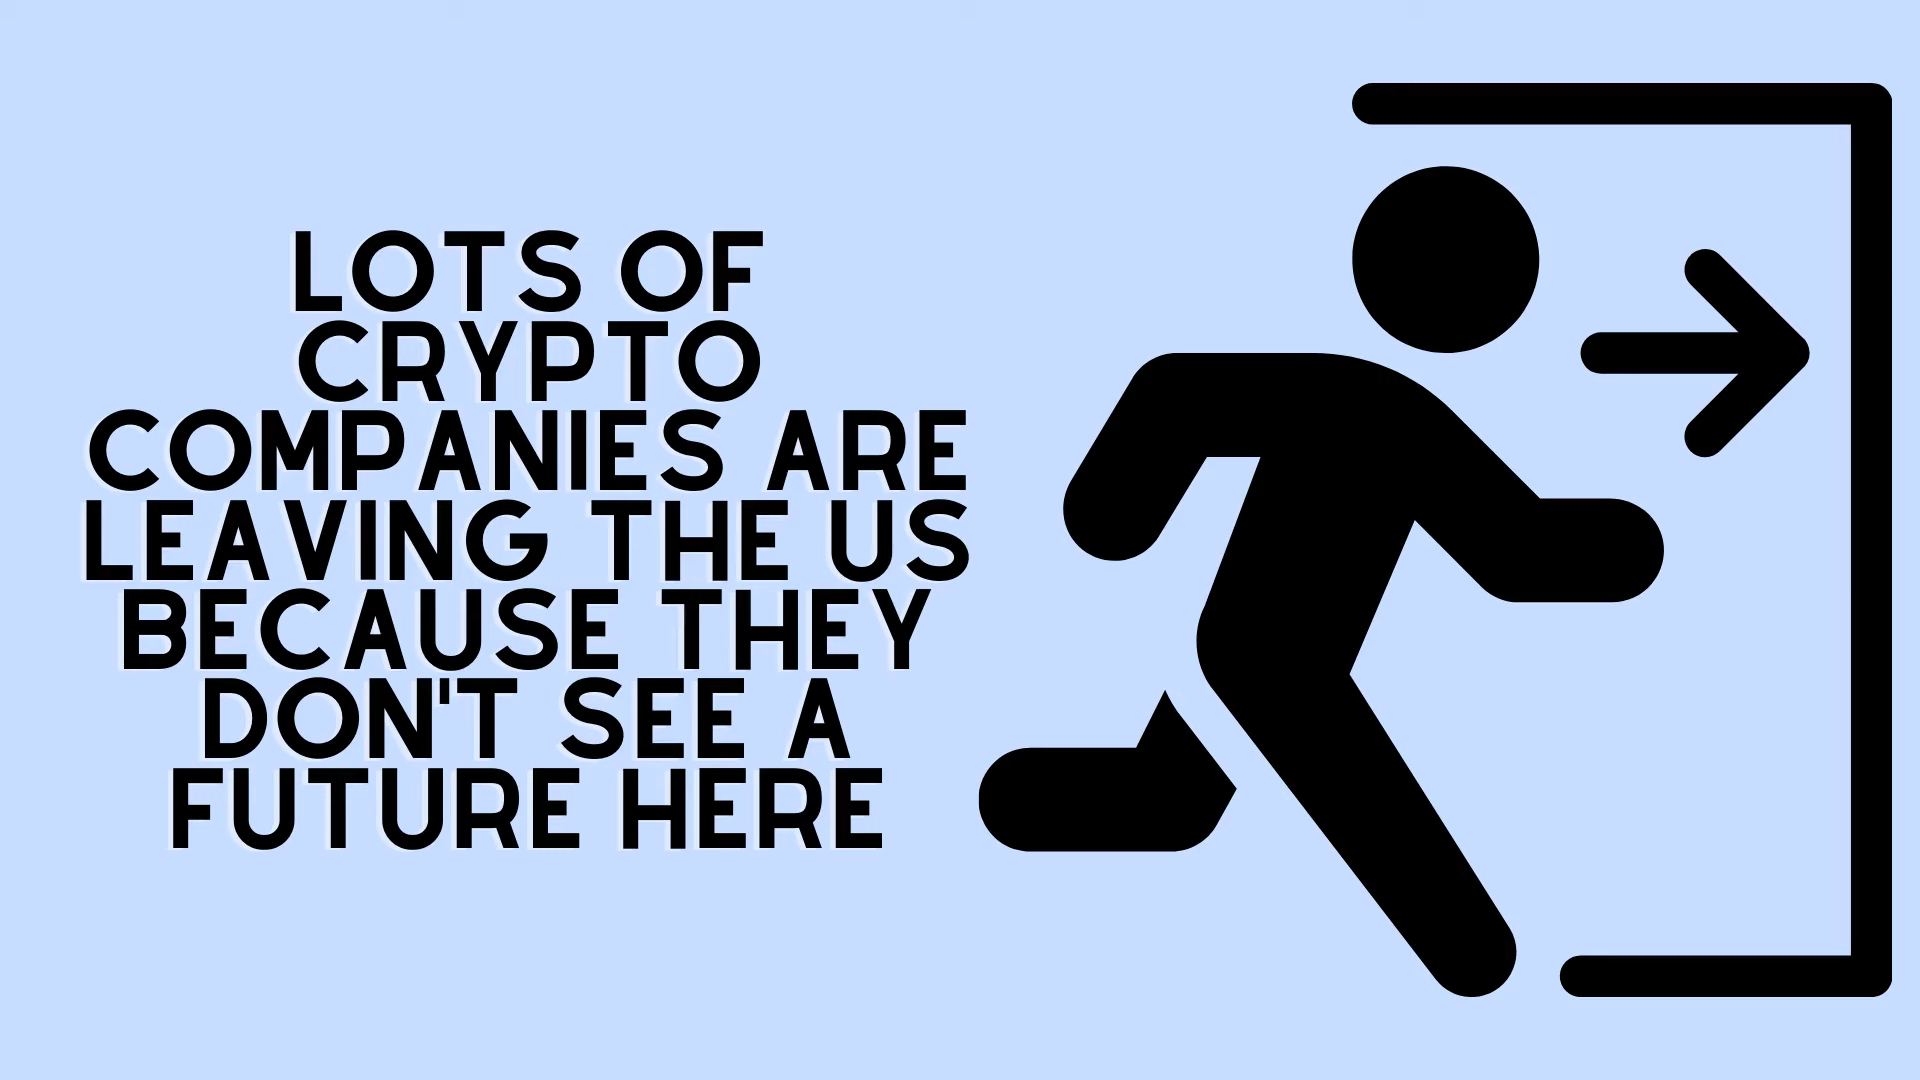 LOTS OF
CRYPTO
COMPANIES ARE
LEAVING THE US
BECAUSE THEY
DON'T SEE A
FUTURE HERE